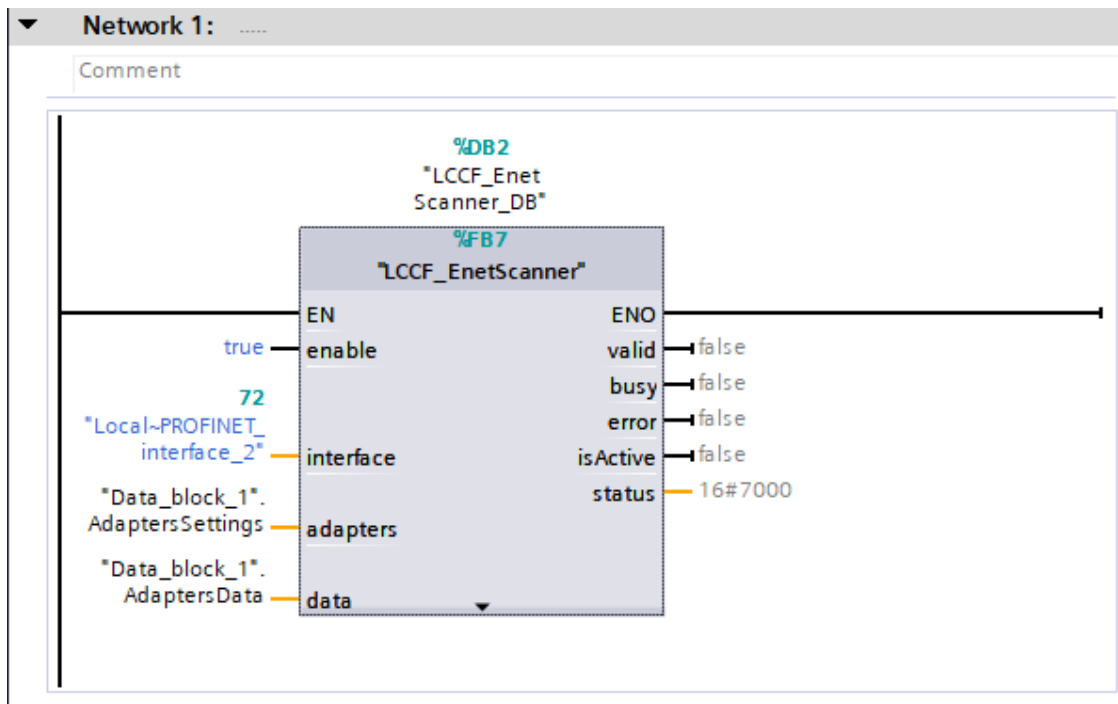 Network 1: .....
Comment
%DB2
"LCCF_Enet
Scanner_DB"
%FB7
"LCCF_EnetScanner"
EN ENO
true enable valid false
busy false
72
"Local~PROFINET_
error false
interface_2" interface isActive false
status 16#7000
"Data_block_1".
AdaptersSettings adapters
"Data_block_1".
AdaptersData data